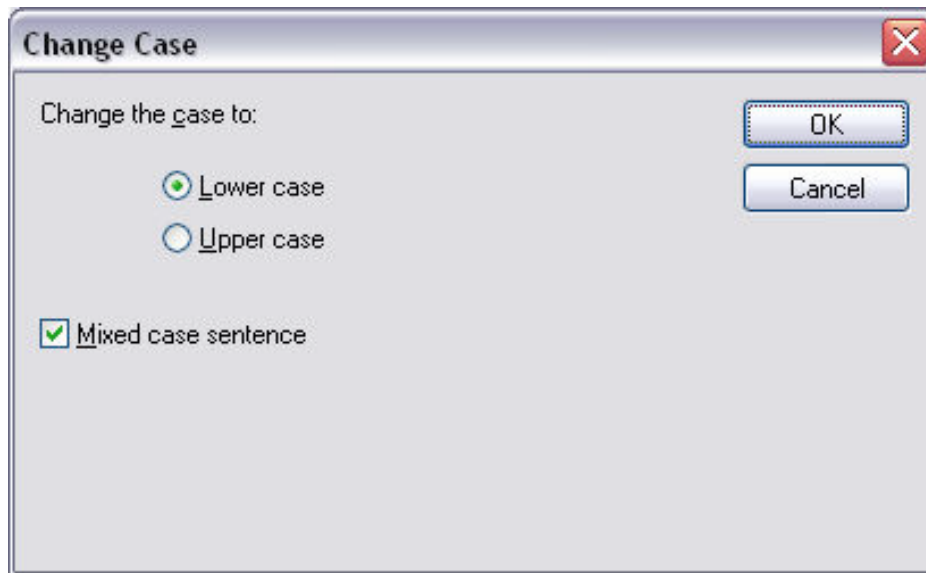 Change Case
Change the case to:
OK
Lower case
Cancel
Upper case
Mixed case sentence